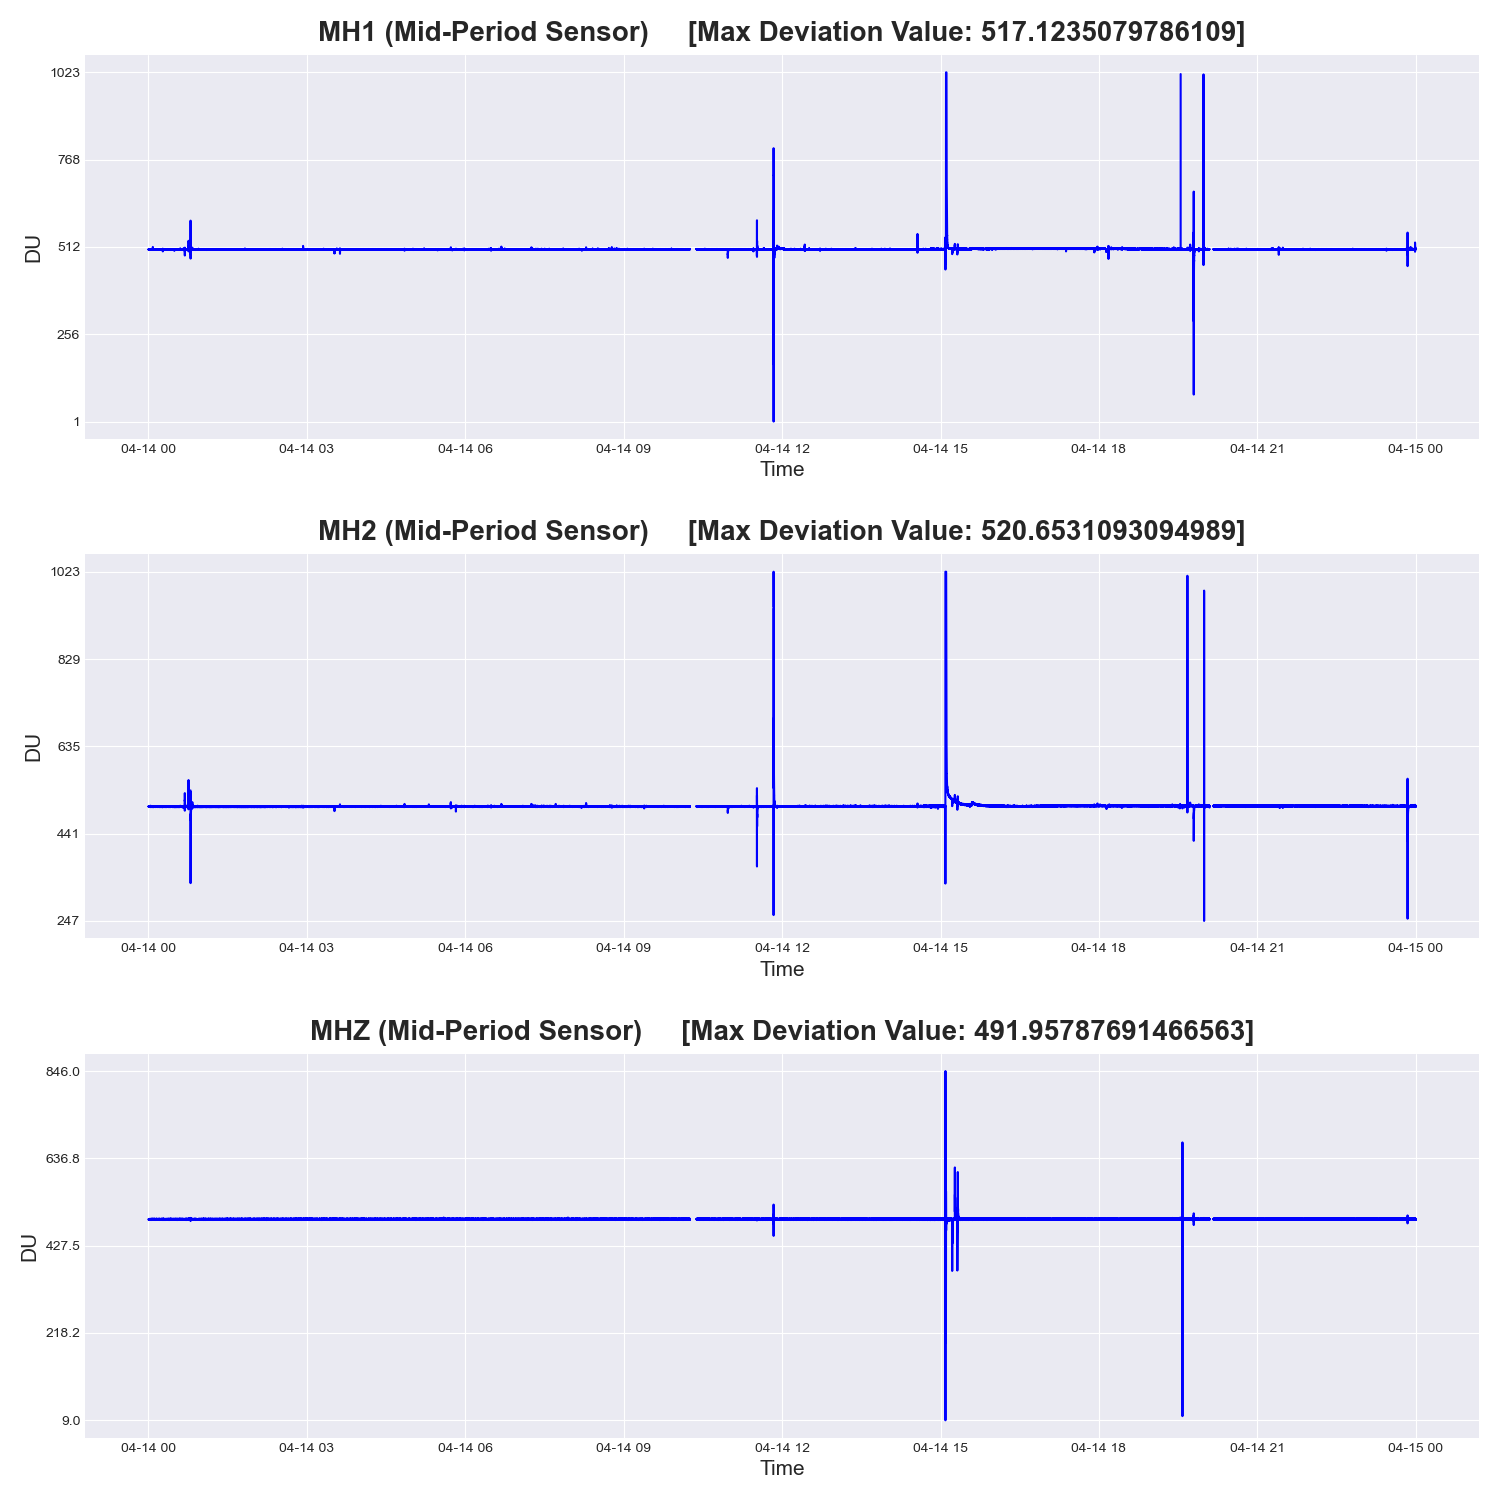 MH1 (Mid-Period Sensor) [Max Deviation Value: 517.1235079786109]
1023
768
512
256
1
DU
04-14 00 04-14 03 04-14 06 04-14 09 04-14 12 04-14 15 04-14 18 04-14 21 04-15 00
Time
MH2 (Mid-Period Sensor) [Max Deviation Value: 520.6531093094989]
1023
829
635
441
247
DU
04-14 00 04-14 03 04-14 06 04-14 09 04-14 12 04-14 15 04-14 18 04-14 21 04-15 00
Time
MHZ (Mid-Period Sensor) [Max Deviation Value: 491.95787691466563]
846.0
636.8
427.5
218.2
9.0
DU
04-14 00 04-14 03 04-14 06 04-14 09 04-14 12 04-14 15 04-14 18 04-14 21 04-15 00
Time